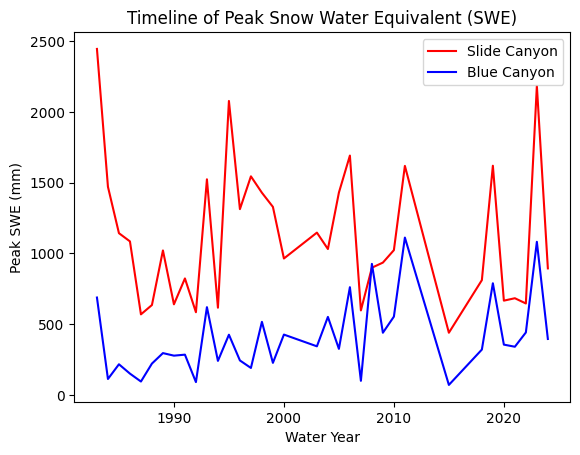 Timeline of Peak Snow Water Equivalent (SWE)
Slide Canyon
Blue Canyon
Peak SWE (mm)
2500
2000
1500
1000
500
0
1990
2000
2010
2020
Water Year